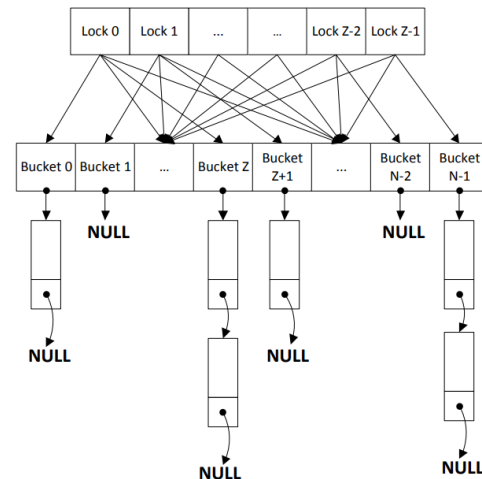 Lock 0 Lock 1 ... ... Lock Z-2 Lock Z-1
Bucket 0 Bucket 1 ... Bucket Z Bucket Z+1 ... Bucket N-2 Bucket N-1
NULL NULL
NULL NULL
NULL NULL